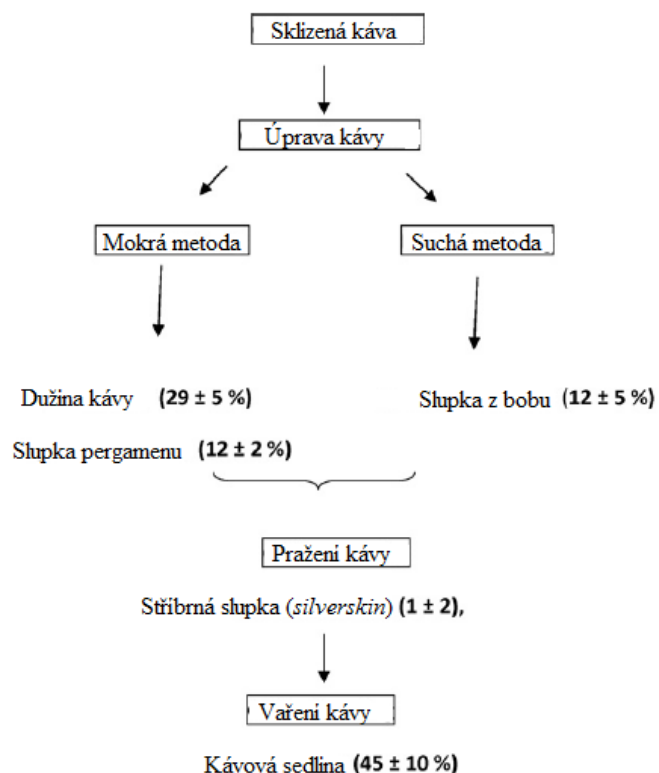 Sklizená káva
Úprava kávy
Mokrá metoda
Suchá metoda
Dužina kávy (29 ± 5 %)
Slupka z bobu (12 ± 5%)
Slupka pergamenu (12 ± 2 %)
Pražení kávy
Stříbrná slupka (silverskin) (1 ± 2),
Vaření kávy
Kávová sedlina (45 ± 10 %)